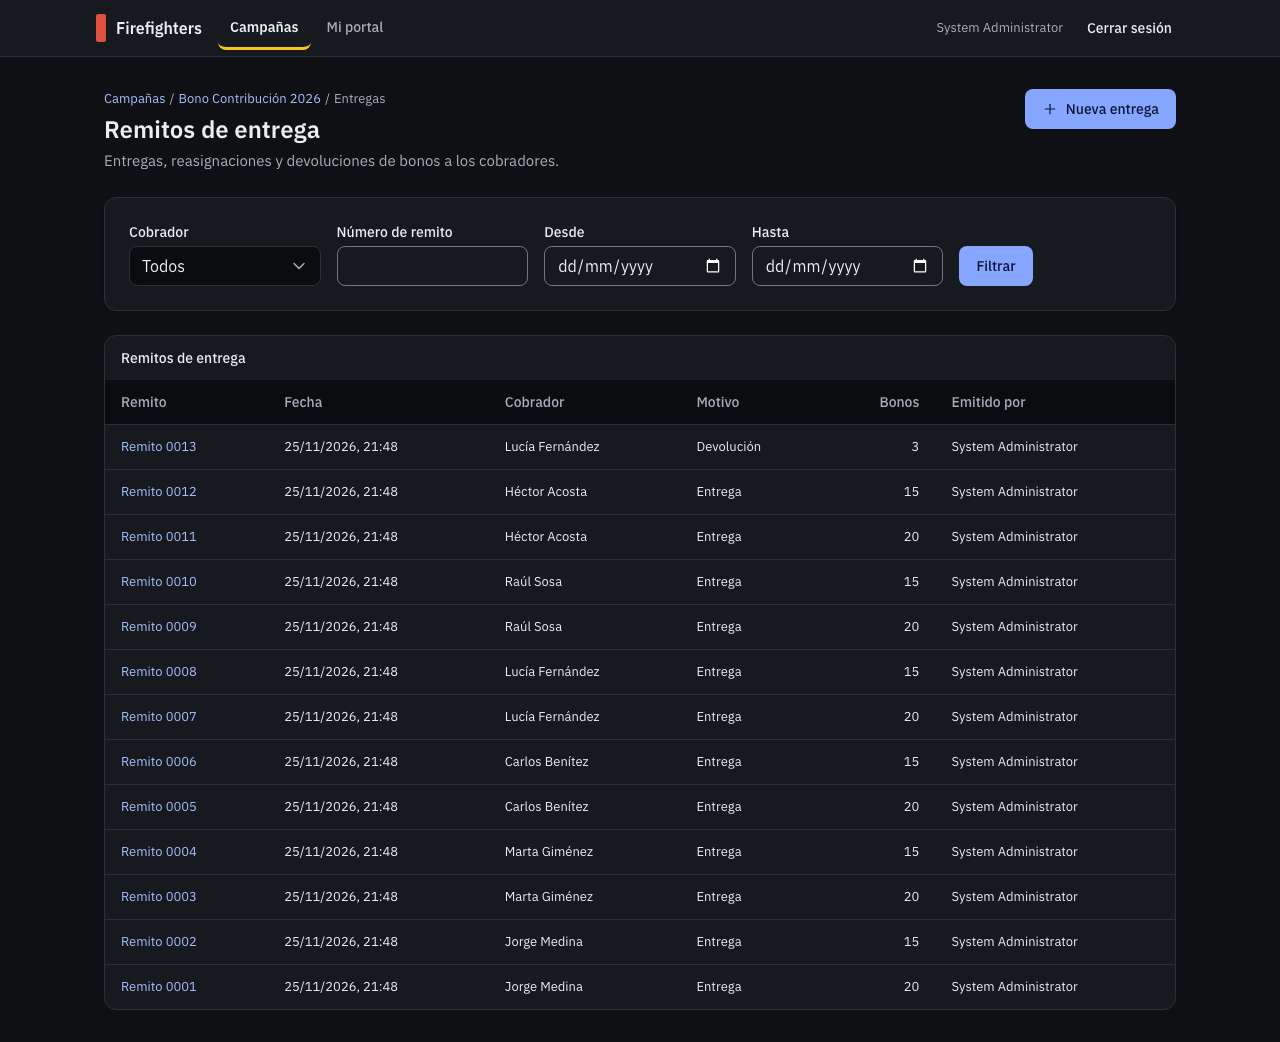 Firefighters Campañas Mi portal System Administrator Cerrar sesión
Campañas / Bono Contribución 2026 / Entregas
Nueva entrega
Remitos de entrega
Entregas, reasignaciones y devoluciones de bonos a los cobradores.
Cobrador Número de remito Desde Hasta
Todos dd/mm/yyyy dd/mm/yyyy Filtrar
Remitos de entrega
Remito Fecha Cobrador Motivo Bonos Emitido por
Remito 0013 25/11/2026, 21:48 Lucía Fernández Devolución 3 System Administrator
Remito 0012 25/11/2026, 21:48 Héctor Acosta Entrega 15 System Administrator
Remito 0011 25/11/2026, 21:48 Héctor Acosta Entrega 20 System Administrator
Remito 0010 25/11/2026, 21:48 Raúl Sosa Entrega 15 System Administrator
Remito 0009 25/11/2026, 21:48 Raúl Sosa Entrega 20 System Administrator
Remito 0008 25/11/2026, 21:48 Lucía Fernández Entrega 15 System Administrator
Remito 0007 25/11/2026, 21:48 Lucía Fernández Entrega 20 System Administrator
Remito 0006 25/11/2026, 21:48 Carlos Benítez Entrega 15 System Administrator
Remito 0005 25/11/2026, 21:48 Carlos Benítez Entrega 20 System Administrator
Remito 0004 25/11/2026, 21:48 Marta Giménez Entrega 15 System Administrator
Remito 0003 25/11/2026, 21:48 Marta Giménez Entrega 20 System Administrator
Remito 0002 25/11/2026, 21:48 Jorge Medina Entrega 15 System Administrator
Remito 0001 25/11/2026, 21:48 Jorge Medina Entrega 20 System Administrator